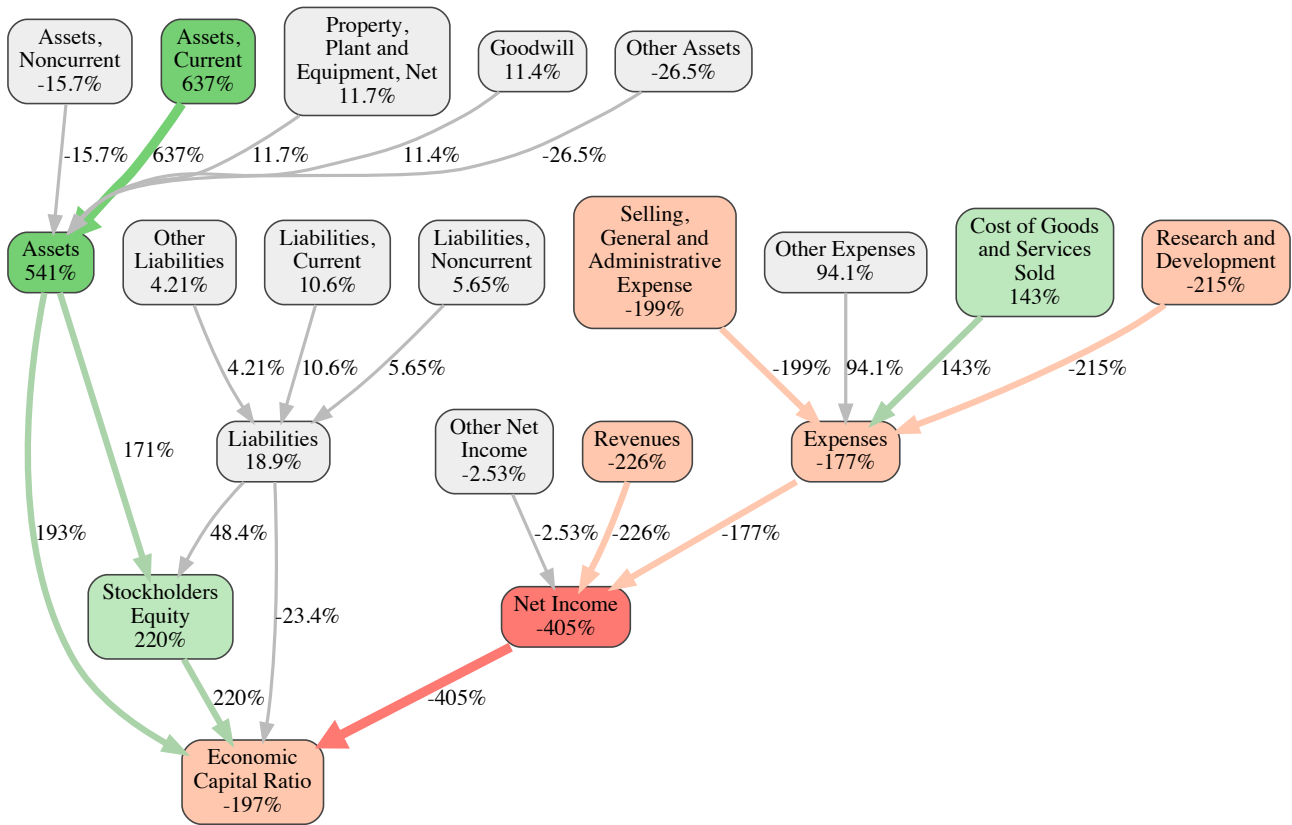 Assets,
Noncurrent
-15.7%
Assets,
Current
637%
Property,
Plant and
Equipment, Net
11.7%
Goodwill
11.4%
Other Assets
-26.5%
-15.7%
637%
11.7%
11.4%
-26.5%
Assets
541%
Other
Liabilities
4.21%
Liabilities,
Current
10.6%
Liabilities,
Noncurrent
5.65%
Selling,
General and
Administrative
Expense
-199%
Other Expenses
94.1%
Cost of Goods
and Services
Sold
143%
Research and
Development
-215%
4.21%
10.6%
5.65%
-199%
94.1%
143%
-215%
171%
Liabilities
18.9%
Other Net
Income
-2.53%
Revenues
-226%
Expenses
-177%
193%
48.4%
-2.53%
-226%
-177%
Stockholders
Equity
220%
-23.4%
Net Income
-405%
220%
-405%
Economic
Capital Ratio
-197%